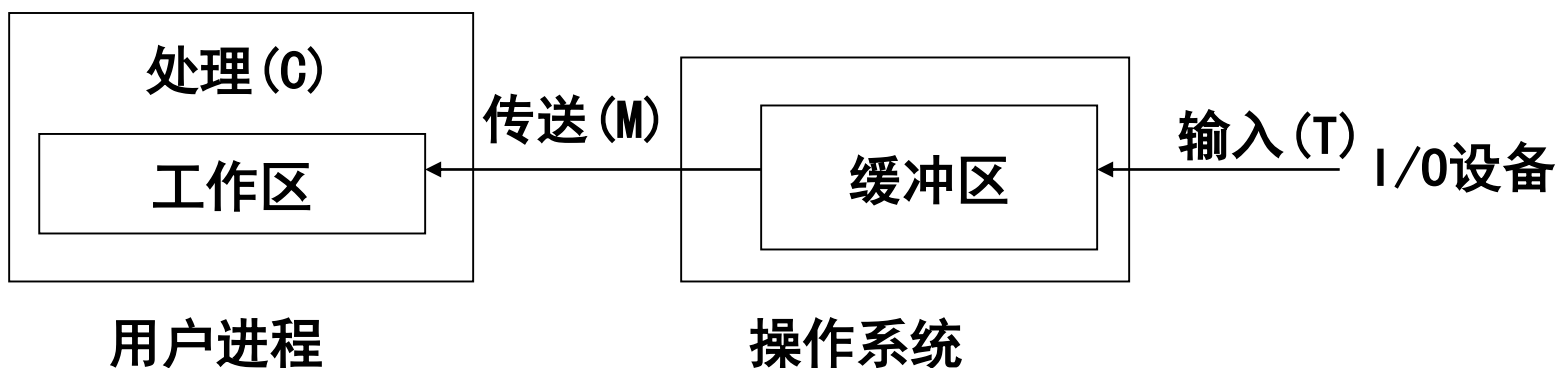 处理(C)
传送(M)
输入(T)
I/O设备
工作区
缓冲区
用户进程
操作系统